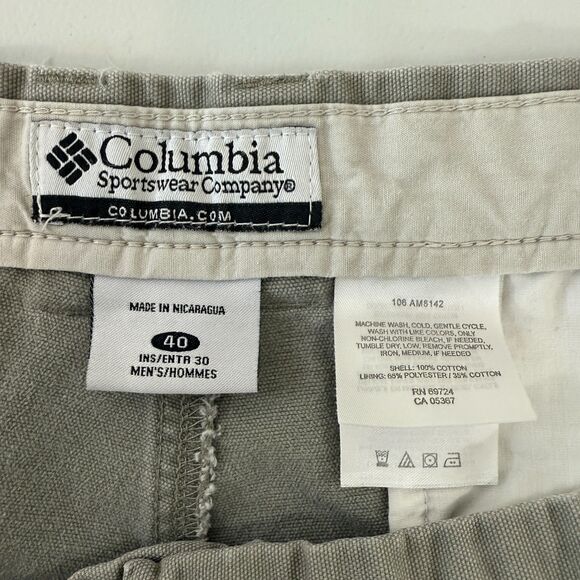 Columbia
Sportswear Company®
COLUMBIA.COM
MADE IN NICARAGUA
40
INS/ENTR 30
MEN'S/HOMMES
106 AM8142
MACHINE WASH, COLD, GENTLE CYCLE,
WASH WITH LIKE COLORS, ONLY
NON-CHLORINE BLEACH, IF NEEDED,
TUMBLE DRY, LOW, REMOVE PROMPTLY,
IRON, MEDIUM, IF NEEDED
SHELL: 100% COTTON
LINING: 65% POLYESTER / 35% COTTON
RN 69724
CA 05367